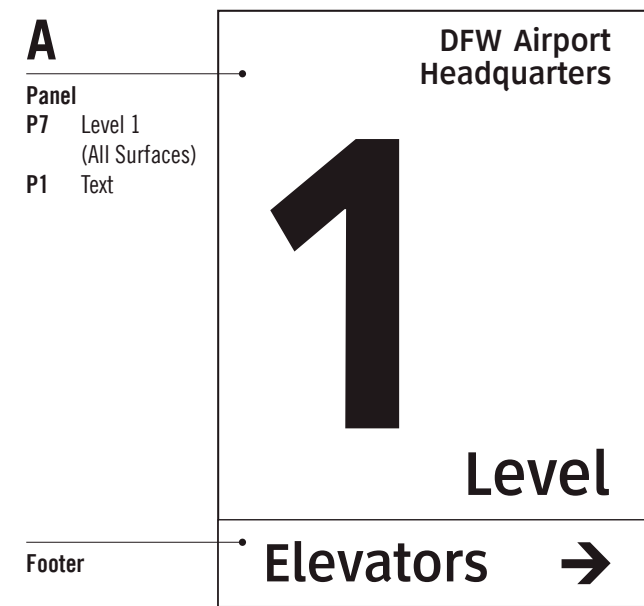 A
Panel
P7 Level 1
(All Surfaces)
P1 Text
DFW Airport
Headquarters
1
Level
Footer
Elevators →